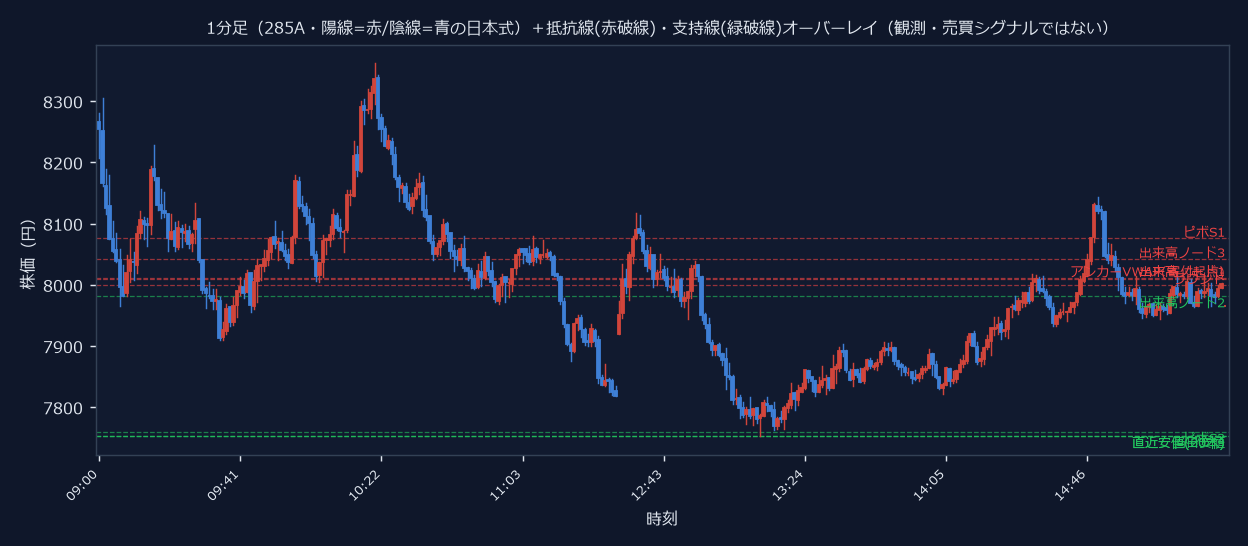 1分足（285A・陽線=赤/陰線=青の日本式）＋抵抗線(赤破線)・支持線(緑破線)オーバーレイ（観測・売買シグナルではない）
株価（円）
8300
8200
8100
8000
7900
7800
ピボS1
出来高ノード3
出来高ノード2
直近安値
09:00
09:41
10:22
11:03
12:43
13:24
14:05
14:46
時刻